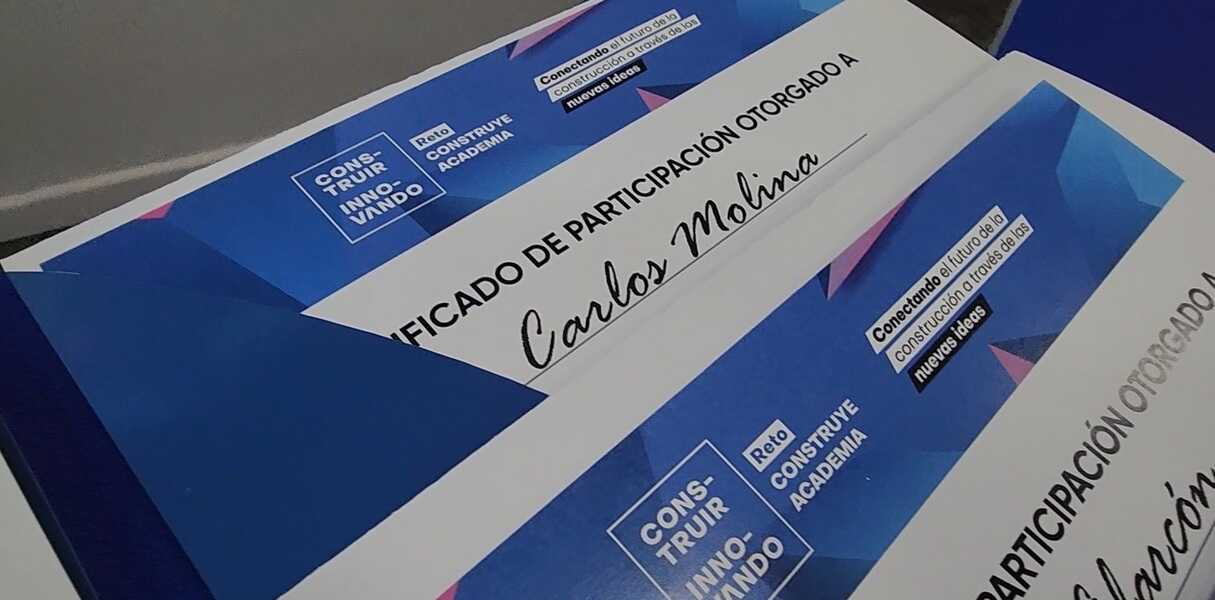 CONS-
TRUIR
INNO-
VANDO
Reto
CONSTRUYE
ACADEMIA
Conectando el futuro de la
construcción a través de las
nuevas ideas
IFICADO DE PARTICIPACIÓN OTORGADO A
Carlos Molina
CONS-
TRUIR
INNO-
VANDO
Reto
CONSTRUYE
ACADEMIA
Conectando el futuro de la
construcción a través de las
nuevas ideas
PARTICIPACIÓN OTORGADO A